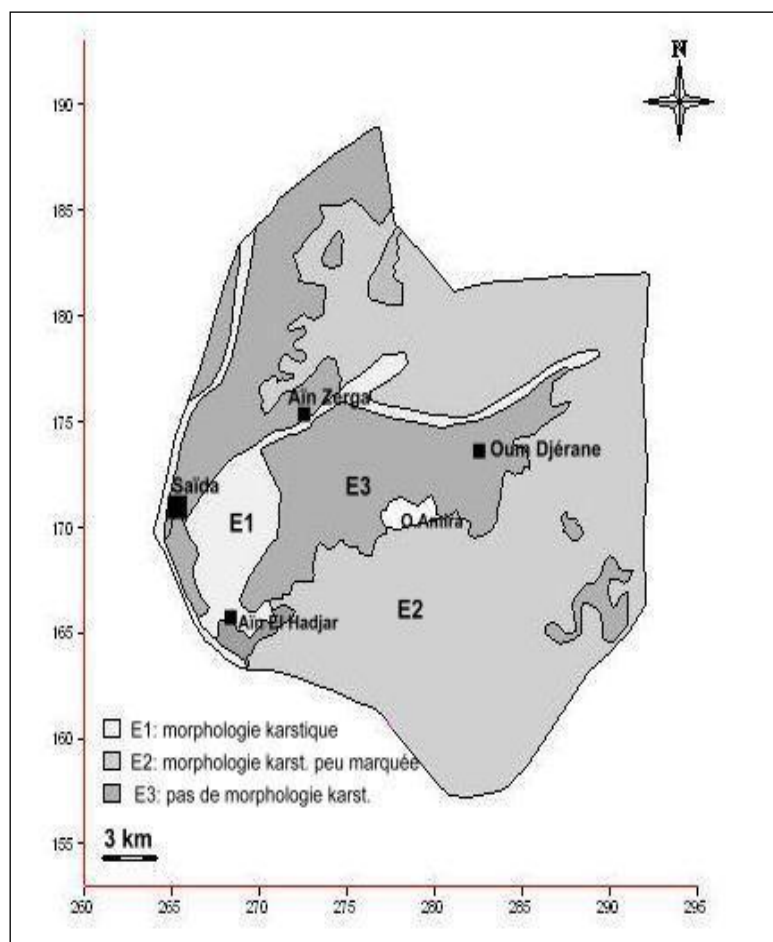 N
190
185
180
175
170
165
160
155
Aïn Zerga
Oum Djérane
Saïda
E3
E1
O.Amira
E2
Aïn El Hadjar
E1: morphologie karstique
E2: morphologie karst. peu marquée
E3: pas de morphologie karst.
3 km
260 265 270 275 280 285 290 295